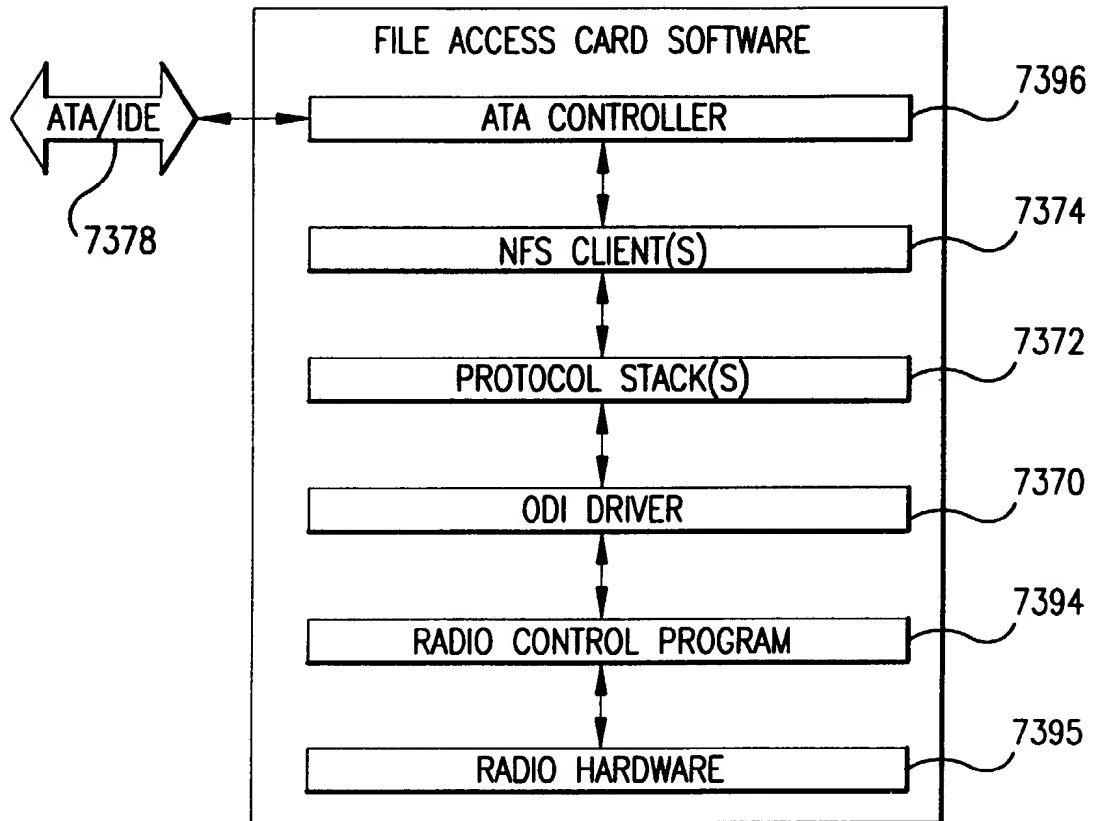 FILE ACCESS CARD SOFTWARE
7396
ATA/IDE
ATA CONTROLLER
7378
7374
NFS CLIENT(S)
7372
PROTOCOL STACK(S)
7370
ODI DRIVER
7394
RADIO CONTROL PROGRAM
7395
RADIO HARDWARE